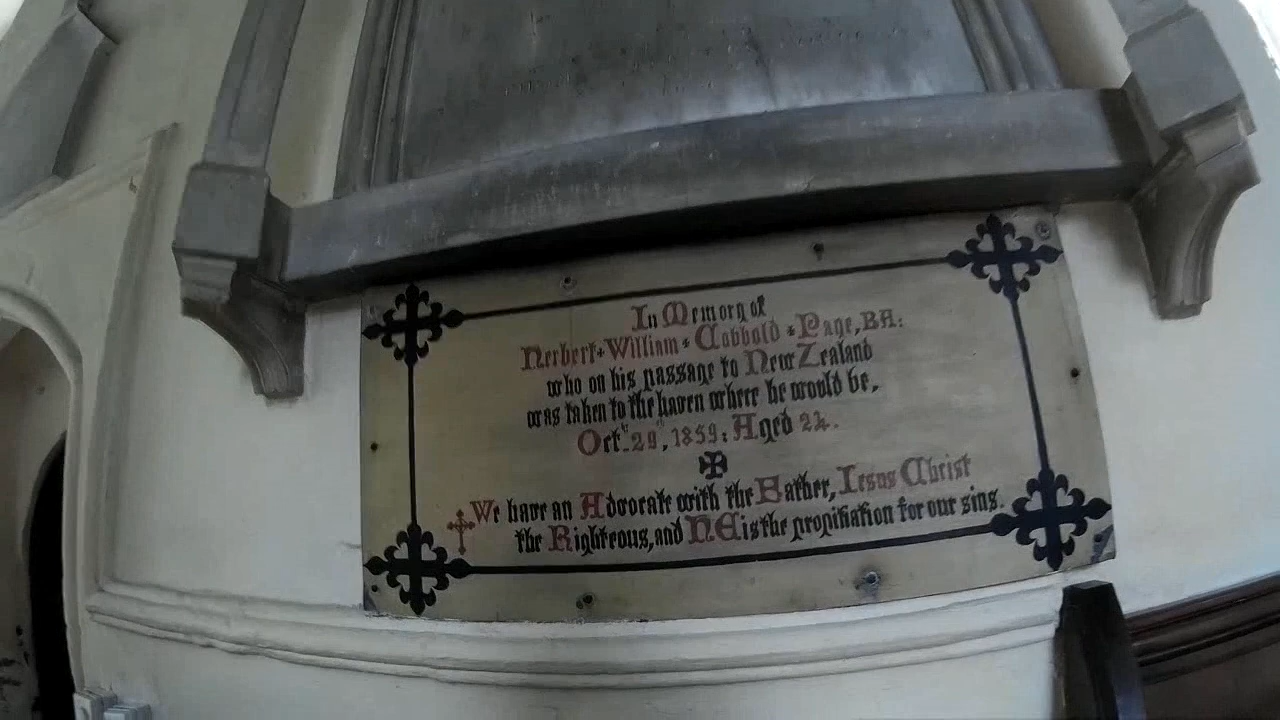 In Memory of
Herbert + William + Cobbold + Page, BA:
who on his passage to New Zealand
was taken to the haven where he would be,
Octr. 29th, 1859: Aged 24.
We have an Advocate with the Father, Jesus Christ
the Righteous, and HE is the propitiation for our sins.